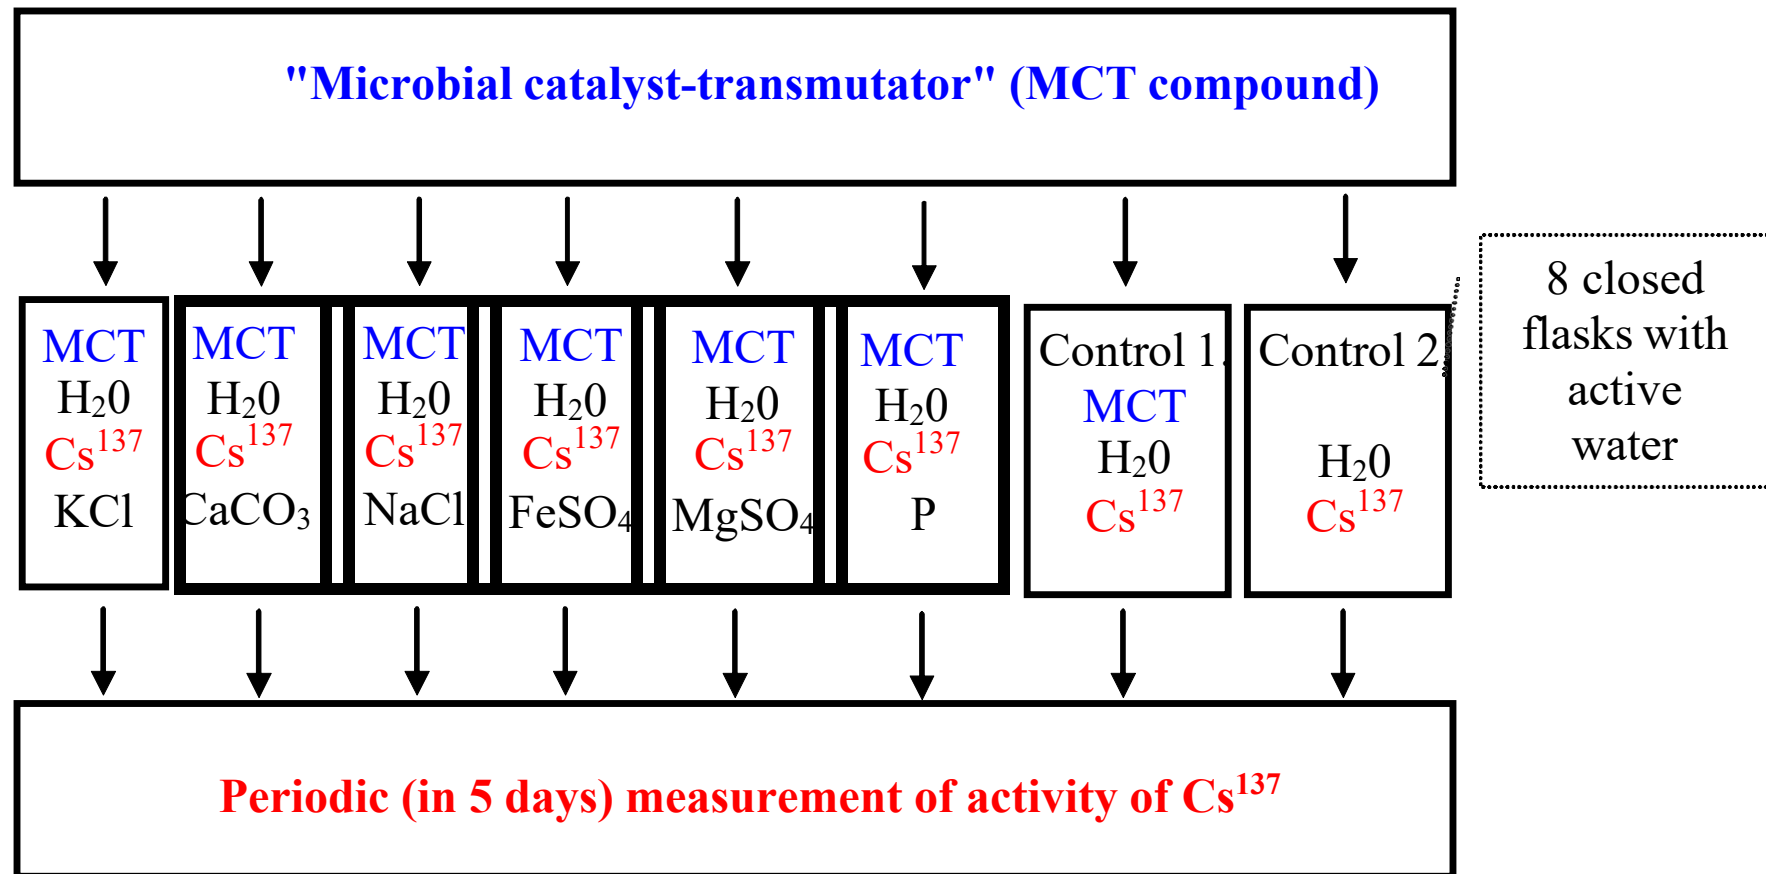 "Microbial catalyst-transmutator" (MCT compound)
MCT
H₂0
Cs¹³⁷
KCl
MCT
H₂0
Cs¹³⁷
CaCO₃
MCT
H₂0
Cs¹³⁷
NaCl
MCT
H₂0
Cs¹³⁷
FeSO₄
MCT
H₂0
Cs¹³⁷
MgSO₄
MCT
H₂0
Cs¹³⁷
P
Control 1.
MCT
H₂0
Cs¹³⁷
Control 2
H₂0
Cs¹³⁷
8 closed
flasks with
active
water
Periodic (in 5 days) measurement of activity of Cs¹³⁷